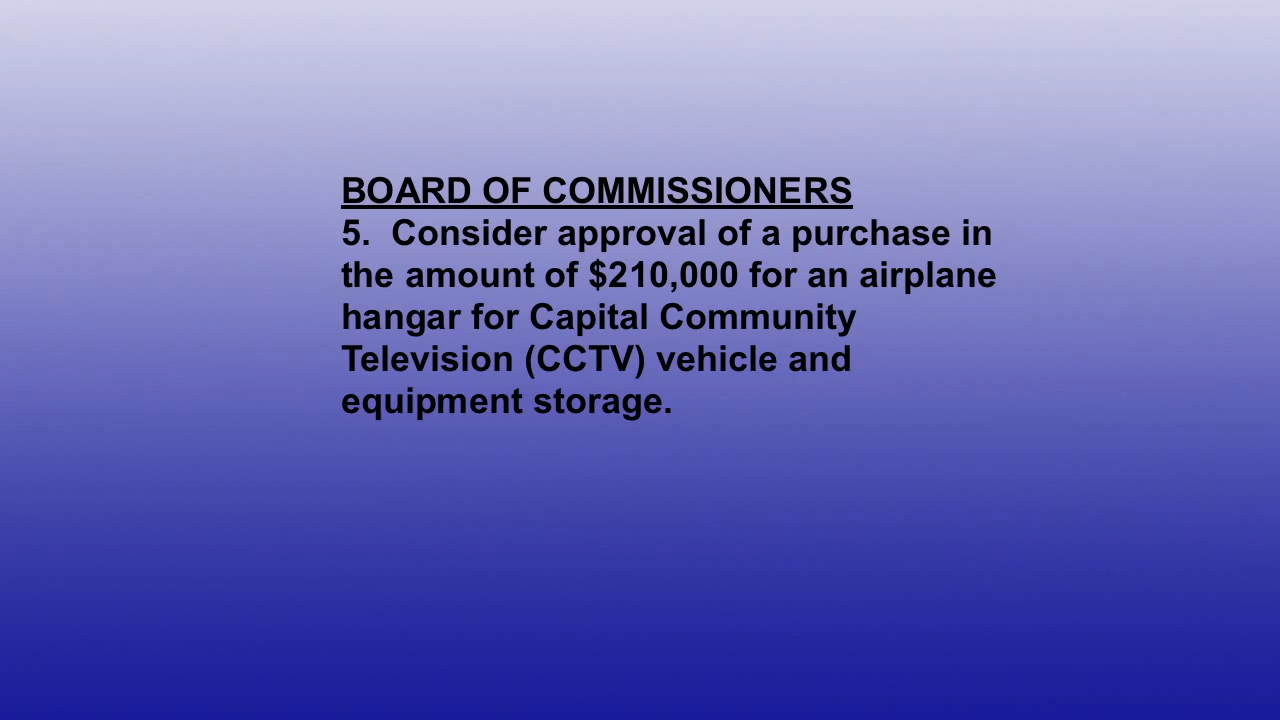 BOARD OF COMMISSIONERS
5.  Consider approval of a purchase in
the amount of $210,000 for an airplane
hangar for Capital Community
Television (CCTV) vehicle and
equipment storage.